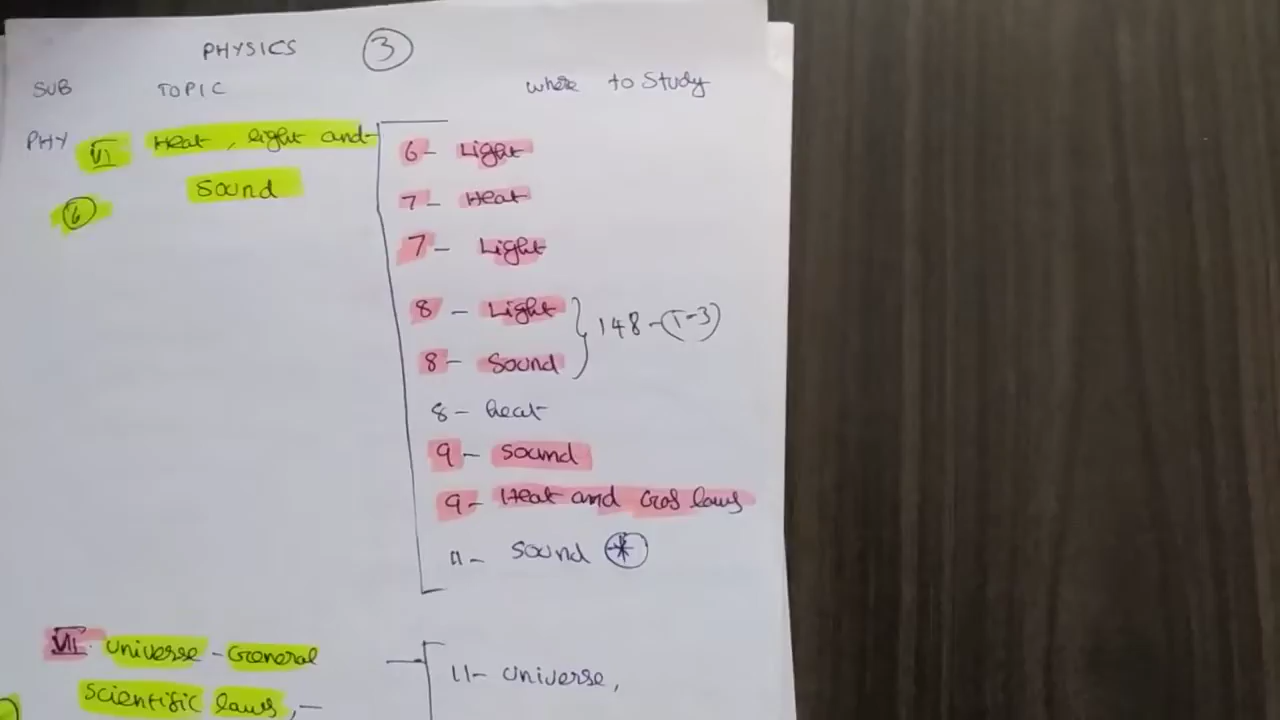 PHYSICS 3
SUB TOPIC where to Study
PHY VI Heat, light and
Sound
6
6- Light
7- Heat
7- Light
8- Light
8- Sound
148-(T-3)
8- heat
9- Sound
9- Heat and Gas laws
11- Sound *
VII. Universe - General
Scientific laws, -
11- Universe,